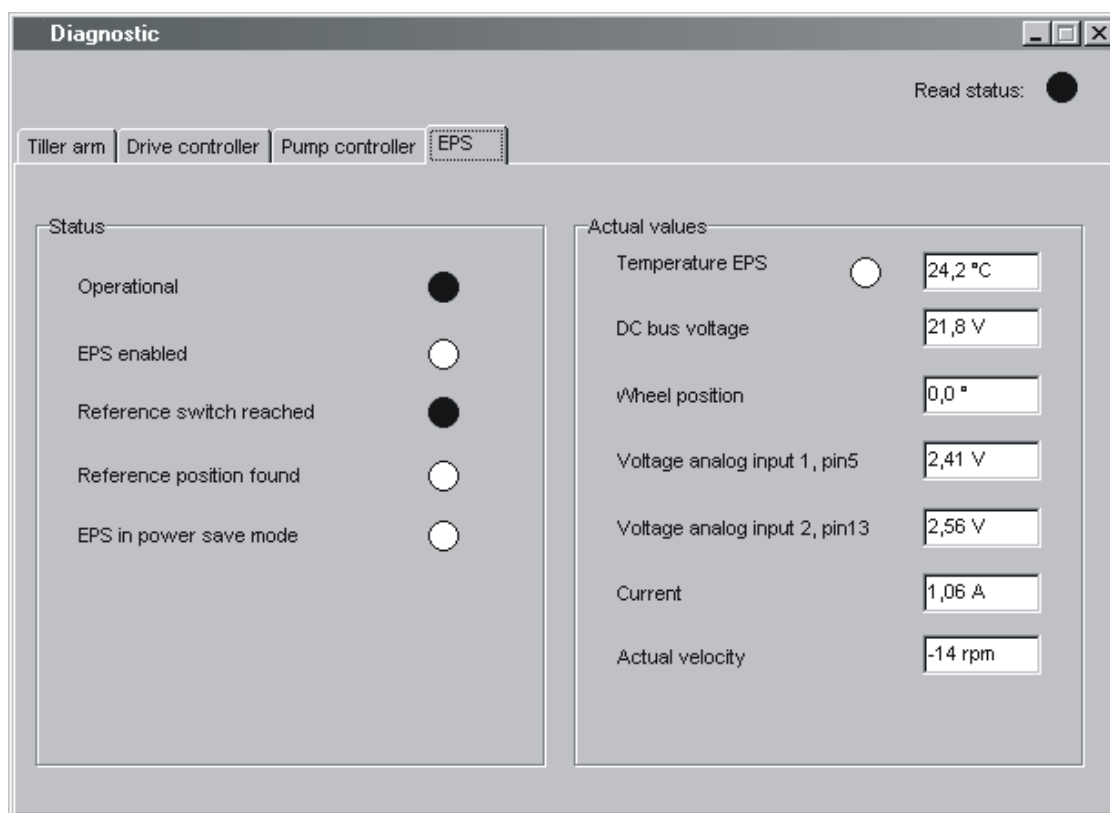 Diagnostic
Read status:
Tiller arm Drive controller Pump controller EPS
Status
Operational
EPS enabled
Reference switch reached
Reference position found
EPS in power save mode
Actual values
Temperature EPS 24,2 °C
DC bus voltage 21,8 V
Wheel position 0,0 °
Voltage analog input 1, pin5 2,41 V
Voltage analog input 2, pin13 2,56 V
Current 1,06 A
Actual velocity -14 rpm